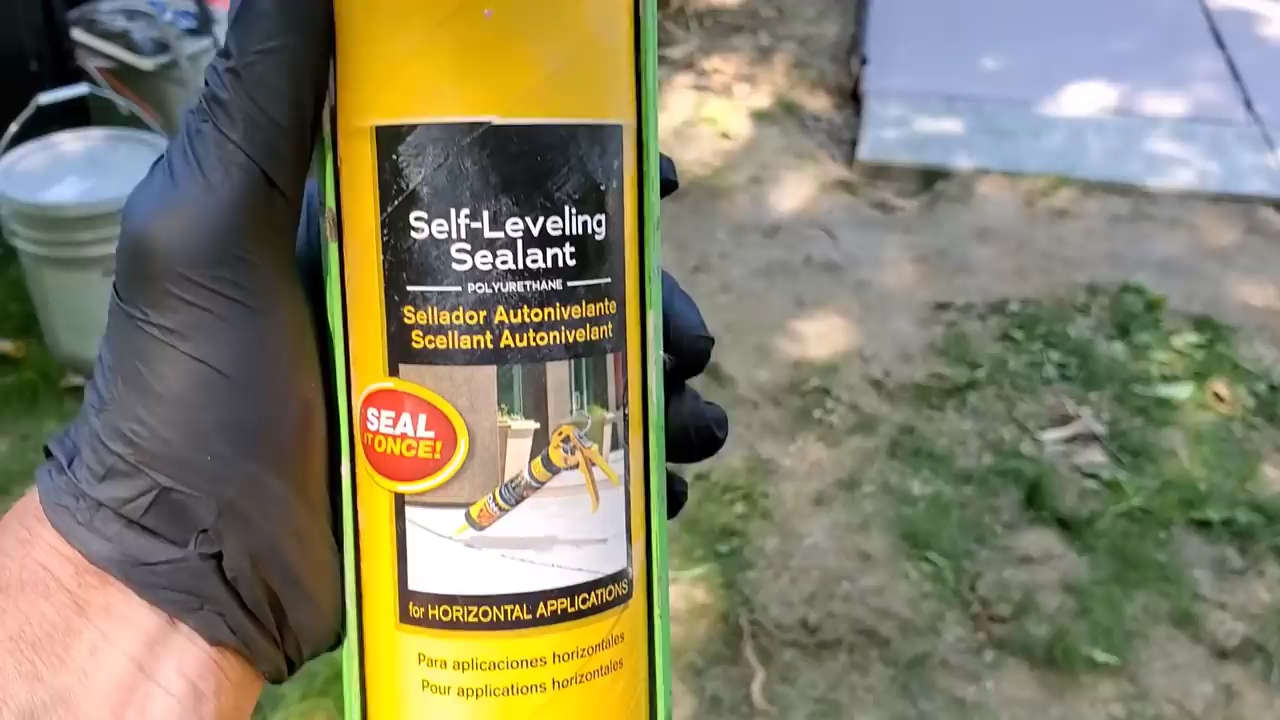 Self-Leveling
Sealant
POLYURETHANE
Sellador Autonivelante
Scellant Autonivelant
SEAL
IT ONCE!
for HORIZONTAL APPLICATIONS
Para aplicaciones horizontales
Pour applications horizontales